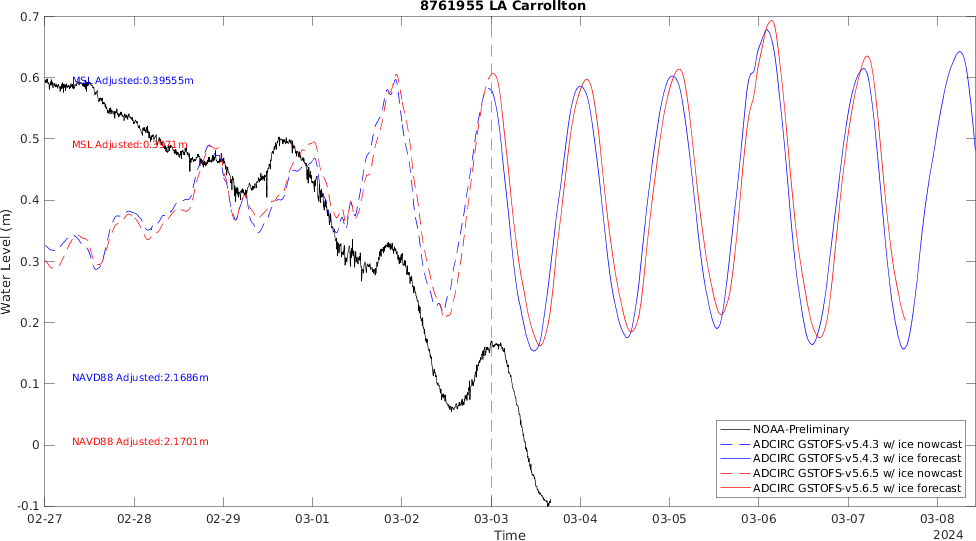 8761955 LA Carrollton
0.7
0.6
0.5
0.4
0.3
0.2
0.1
0
-0.1
Water Level (m)
MSL Adjusted:0.39555m
MSL Adjusted:0.3971m
NAVD88 Adjusted:2.1686m
NAVD88 Adjusted:2.1701m
NOAA-Preliminary
ADCIRC GSTOFS-v5.4.3 w/ ice nowcast
ADCIRC GSTOFS-v5.4.3 w/ ice forecast
ADCIRC GSTOFS-v5.6.5 w/ ice nowcast
ADCIRC GSTOFS-v5.6.5 w/ ice forecast
02-27 02-28 02-29 03-01 03-02 03-03 03-04 03-05 03-06 03-07 03-08
Time
2024